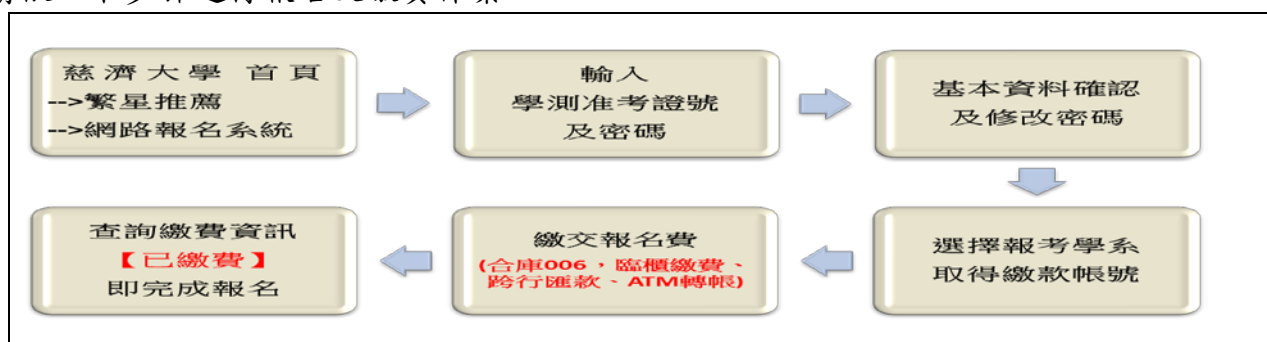 慈濟大學 首頁
-->繁星推薦
-->網路報名系統
輸入
學測准考證號
及密碼
基本資料確認
及修改密碼
選擇報考學系
取得繳款帳號
繳交報名費
(合庫006，臨櫃繳費、
跨行匯款、ATM轉帳)
查詢繳費資訊
【已繳費】
即完成報名